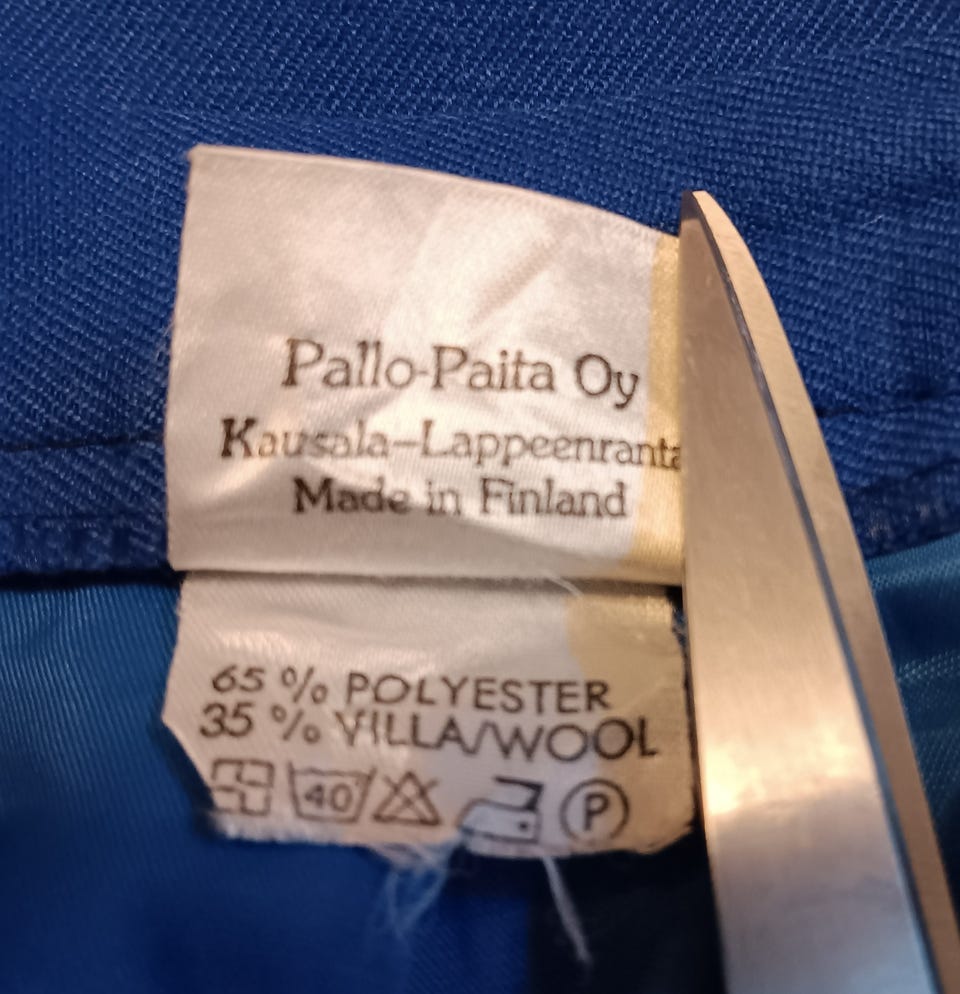 Pallo-Paita Oy
Kausala–Lappeenranta
Made in Finland
65 % POLYESTER
35 % VILLA/WOOL
40
P